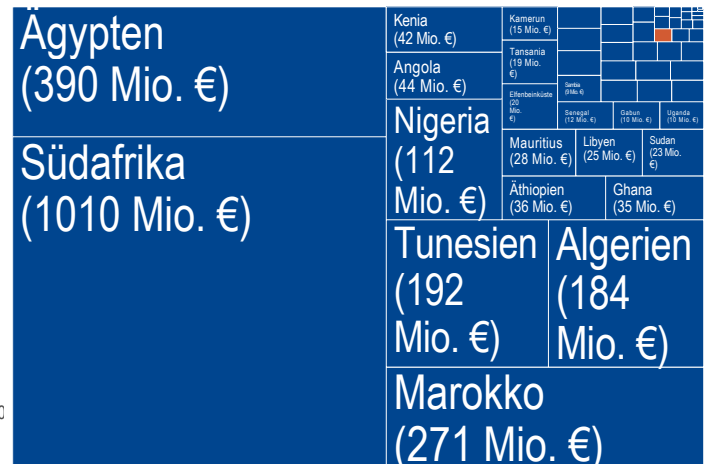 Ägypten
(390 Mio. €)
Südafrika
(1010 Mio. €)
Kenia
(42 Mio. €)
Angola
(44 Mio. €)
Nigeria
(112
Mio. €)
Kamerun
(15 Mio. €)
Tansania
(19 Mio.
€)
Elfenbeinküste
(20
Mio.
€)
Sambia
(9 Mio. €)
Senegal
(12 Mio. €)
Gabun
(10 Mio. €)
Uganda
(10 Mio. €)
Mauritius
(28 Mio. €)
Libyen
(25 Mio. €)
Sudan
(23 Mio.
€)
Äthiopien
(36 Mio. €)
Ghana
(35 Mio. €)
Tunesien
(192
Mio. €)
Algerien
(184
Mio. €)
Marokko
(271 Mio. €)